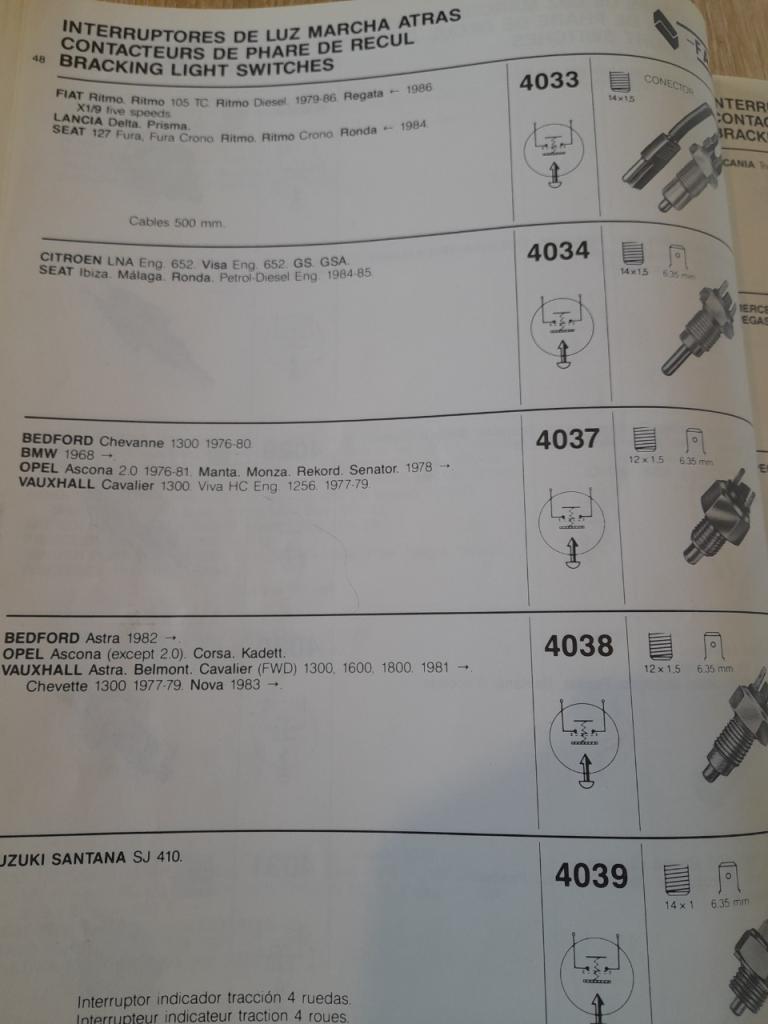 INTERRUPTORES DE LUZ MARCHA ATRAS
CONTACTEURS DE PHARE DE RECUL
48 BRACKING LIGHT SWITCHES
FIAT Ritmo. Ritmo 105 TC. Ritmo Diesel. 1979-86. Regata ← 1986.
X1/9 five speeds.
LANCIA Delta. Prisma.
SEAT 127 Fura, Fura Crono. Ritmo. Ritmo Crono. Ronda ← 1984.
Cables 500 mm.
4033
14x1,5
CONECTOR
CITROEN LNA Eng. 652. Visa Eng. 652. GS. GSA.
SEAT Ibiza. Málaga. Ronda. Petrol-Diesel Eng. 1984-85.
4034
14x1,5
6.35 mm
BEDFORD Chevanne 1300 1976-80.
BMW 1968 →.
OPEL Ascona 2.0 1976-81. Manta. Monza. Rekord. Senator. 1978 →
VAUXHALL Cavalier 1300. Viva HC Eng. 1256. 1977-79.
4037
12 x 1,5
6.35 mm
BEDFORD Astra 1982 →.
OPEL Ascona (except 2.0). Corsa. Kadett.
VAUXHALL Astra. Belmont. Cavalier (FWD) 1300, 1600, 1800. 1981 →.
Chevette 1300 1977-79. Nova 1983 →.
4038
12 x 1,5
6.35 mm
UZUKI SANTANA SJ 410.
4039
14 x 1
6.35 mm
Interruptor indicador tracción 4 ruedas.
Interrupteur indicateur traction 4 roues.